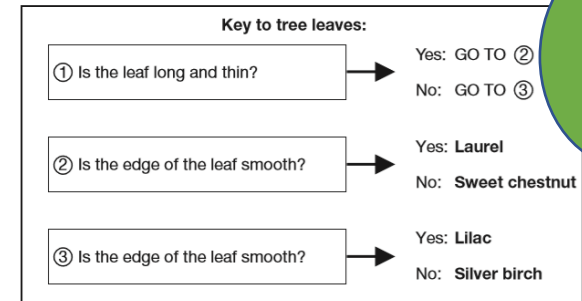 Key to tree leaves:
① Is the leaf long and thin?
Yes: GO TO ②
No: GO TO ③
② Is the edge of the leaf smooth?
Yes: Laurel
No: Sweet chestnut
③ Is the edge of the leaf smooth?
Yes: Lilac
No: Silver birch